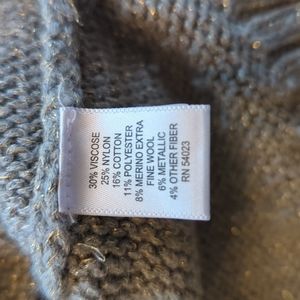 30% VISCOSE
25% NYLON
16% COTTON
11% POLYESTER
8% MERINO EXTRA
FINE WOOL
6% METALLIC
4% OTHER FIBER
RN 54023